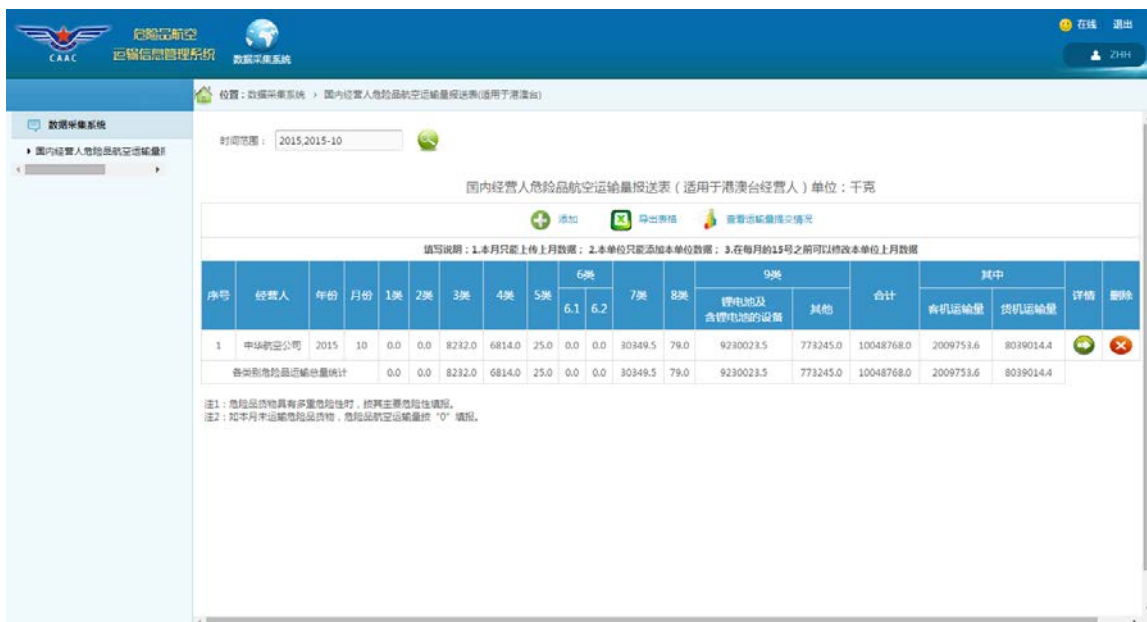 危险品航空
运输信息管理系统
CAAC
数据采集系统
在线 退出
ZHH
位置：数据采集系统 › 国内经营人危险品航空运输量报送表(适用于港澳台)
数据采集系统
国内经营人危险品航空运输量
时间范围： 2015,2015-10
国内经营人危险品航空运输量报送表（适用于港澳台经营人）单位：千克
添加 导出表格 查看运输量提交情况
填写说明：1.本月只能上传上月数据； 2.本单位只能添加本单位数据； 3.在每月的15号之前可以修改本单位上月数据
序号 经营人 年份 月份 1类 2类 3类 4类 5类 6类 7类 8类 9类 合计 其中 详情 删除
6.1 6.2 锂电池及含锂电池的设备 其他 客机运输量 货机运输量
1 中华航空公司 2015 10 0.0 0.0 8232.0 6814.0 25.0 0.0 0.0 30349.5 79.0 9230023.5 773245.0 10048768.0 2009753.6 8039014.4
各类别危险品运输总量统计 0.0 0.0 8232.0 6814.0 25.0 0.0 0.0 30349.5 79.0 9230023.5 773245.0 10048768.0 2009753.6 8039014.4
注1：危险品货物具有多重危险性时，按其主要危险性填报。
注2：如本月未运输危险品货物，危险品航空运输量按“0”填报。